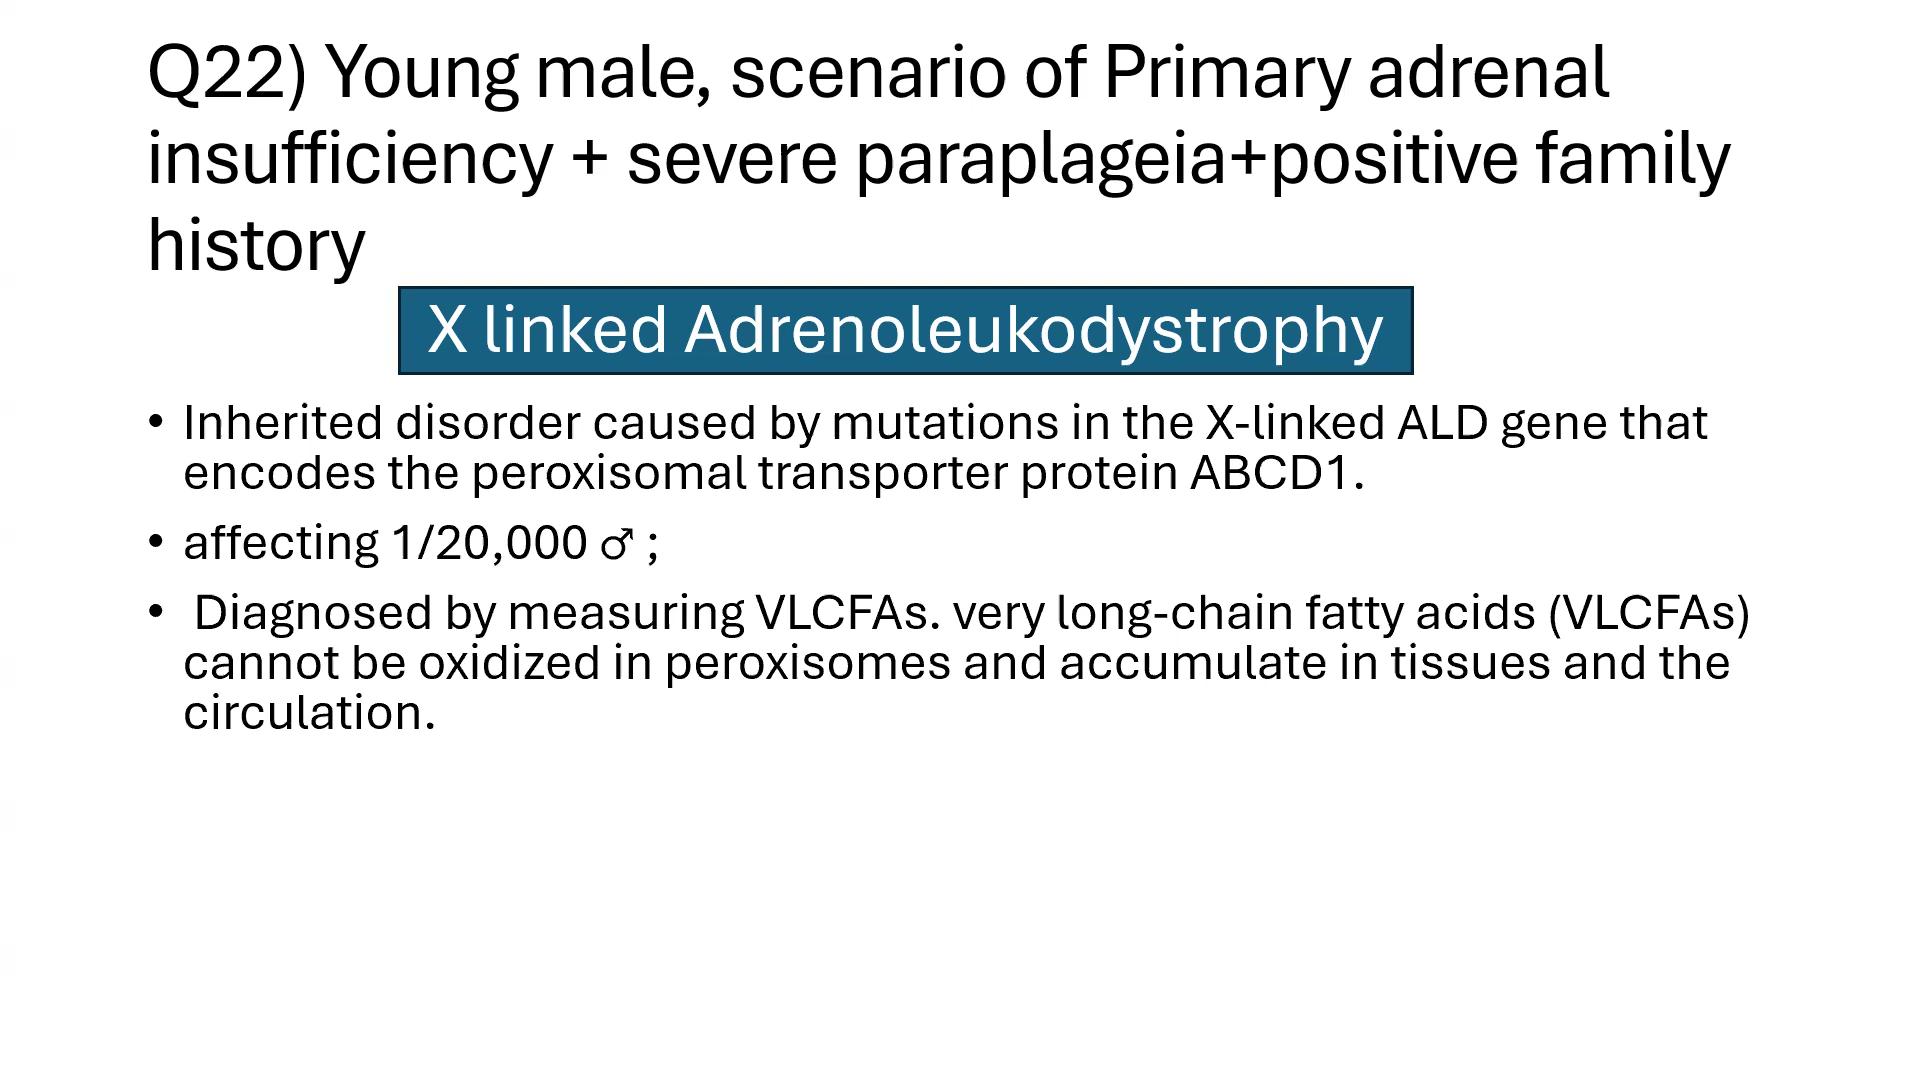 Q22) Young male, scenario of Primary adrenal
insufficiency + severe paraplageia+positive family
history
X linked Adrenoleukodystrophy
• Inherited disorder caused by mutations in the X-linked ALD gene that
encodes the peroxisomal transporter protein ABCD1.
• affecting 1/20,000 ♂ ;
• Diagnosed by measuring VLCFAs. very long-chain fatty acids (VLCFAs)
cannot be oxidized in peroxisomes and accumulate in tissues and the
circulation.